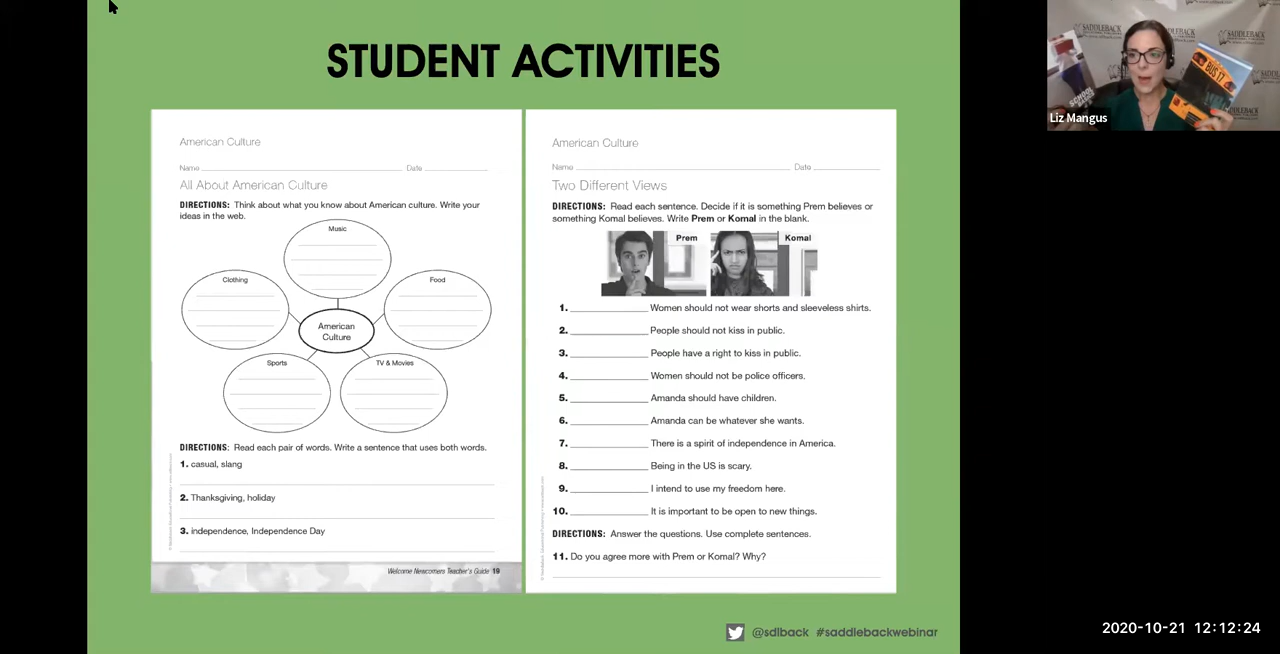 STUDENT ACTIVITIES
American Culture
Name Date
All About American Culture
DIRECTIONS: Think about what you know about American culture. Write your
ideas in the web.
Music
Clothing
Food
American
Culture
Sports
TV & Movies
DIRECTIONS: Read each pair of words. Write a sentence that uses both words.
1. casual, slang
2. Thanksgiving, holiday
3. independence, Independence Day
Welcome Newcomers Teacher's Guide 19
American Culture
Name Date
Two Different Views
DIRECTIONS: Read each sentence. Decide if it is something Prem believes or
something Komal believes. Write Prem or Komal in the blank.
Prem
Komal
1. Women should not wear shorts and sleeveless shirts.
2. People should not kiss in public.
3. People have a right to kiss in public.
4. Women should not be police officers.
5. Amanda should have children.
6. Amanda can be whatever she wants.
7. There is a spirit of independence in America.
8. Being in the US is scary.
9. I intend to use my freedom here.
10. It is important to be open to new things.
DIRECTIONS: Answer the questions. Use complete sentences.
11. Do you agree more with Prem or Komal? Why?
@sdlback #saddlebackwebinar
SADDLEBACK
BUS 17
SCHOOL
Liz Mangus
2020-10-21 12:12:24